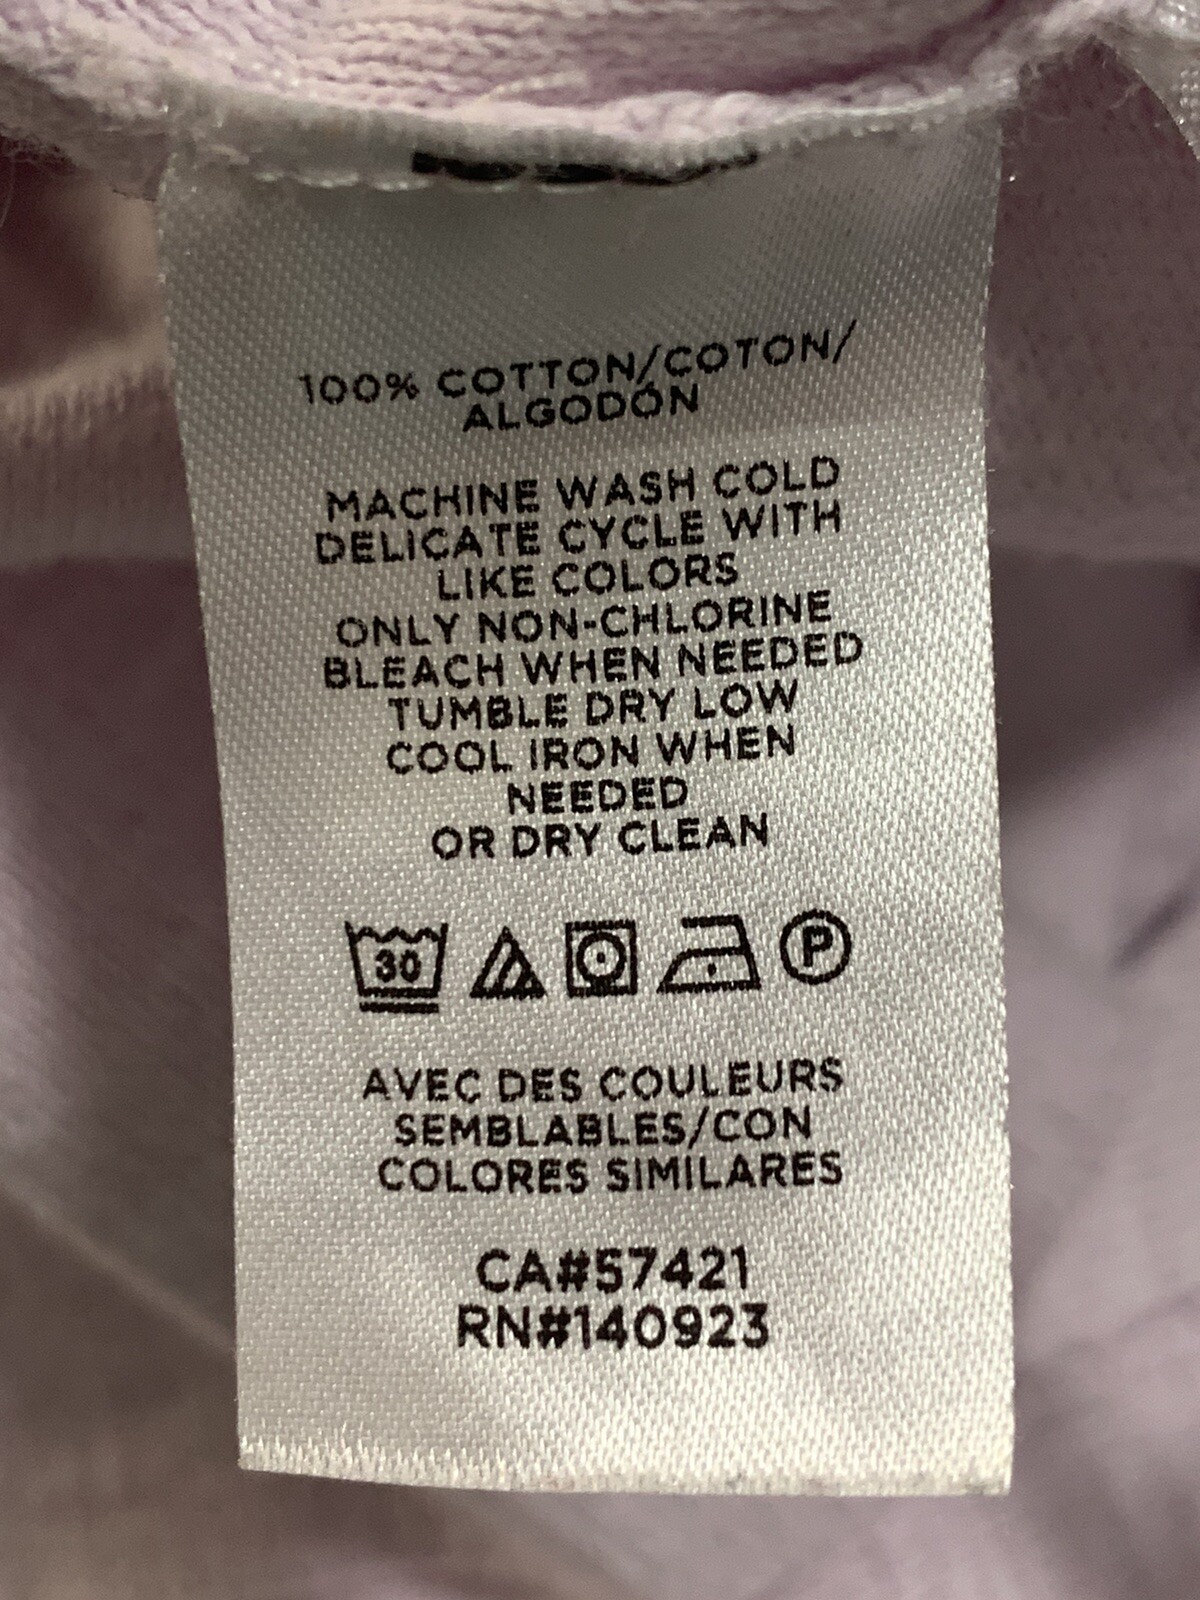 100% COTTON/COTON/
ALGODÓN
MACHINE WASH COLD
DELICATE CYCLE WITH
LIKE COLORS
ONLY NON-CHLORINE
BLEACH WHEN NEEDED
TUMBLE DRY LOW
COOL IRON WHEN
NEEDED
OR DRY CLEAN
30 P
AVEC DES COULEURS
SEMBLABLES/CON
COLORES SIMILARES
CA#57421
RN#140923